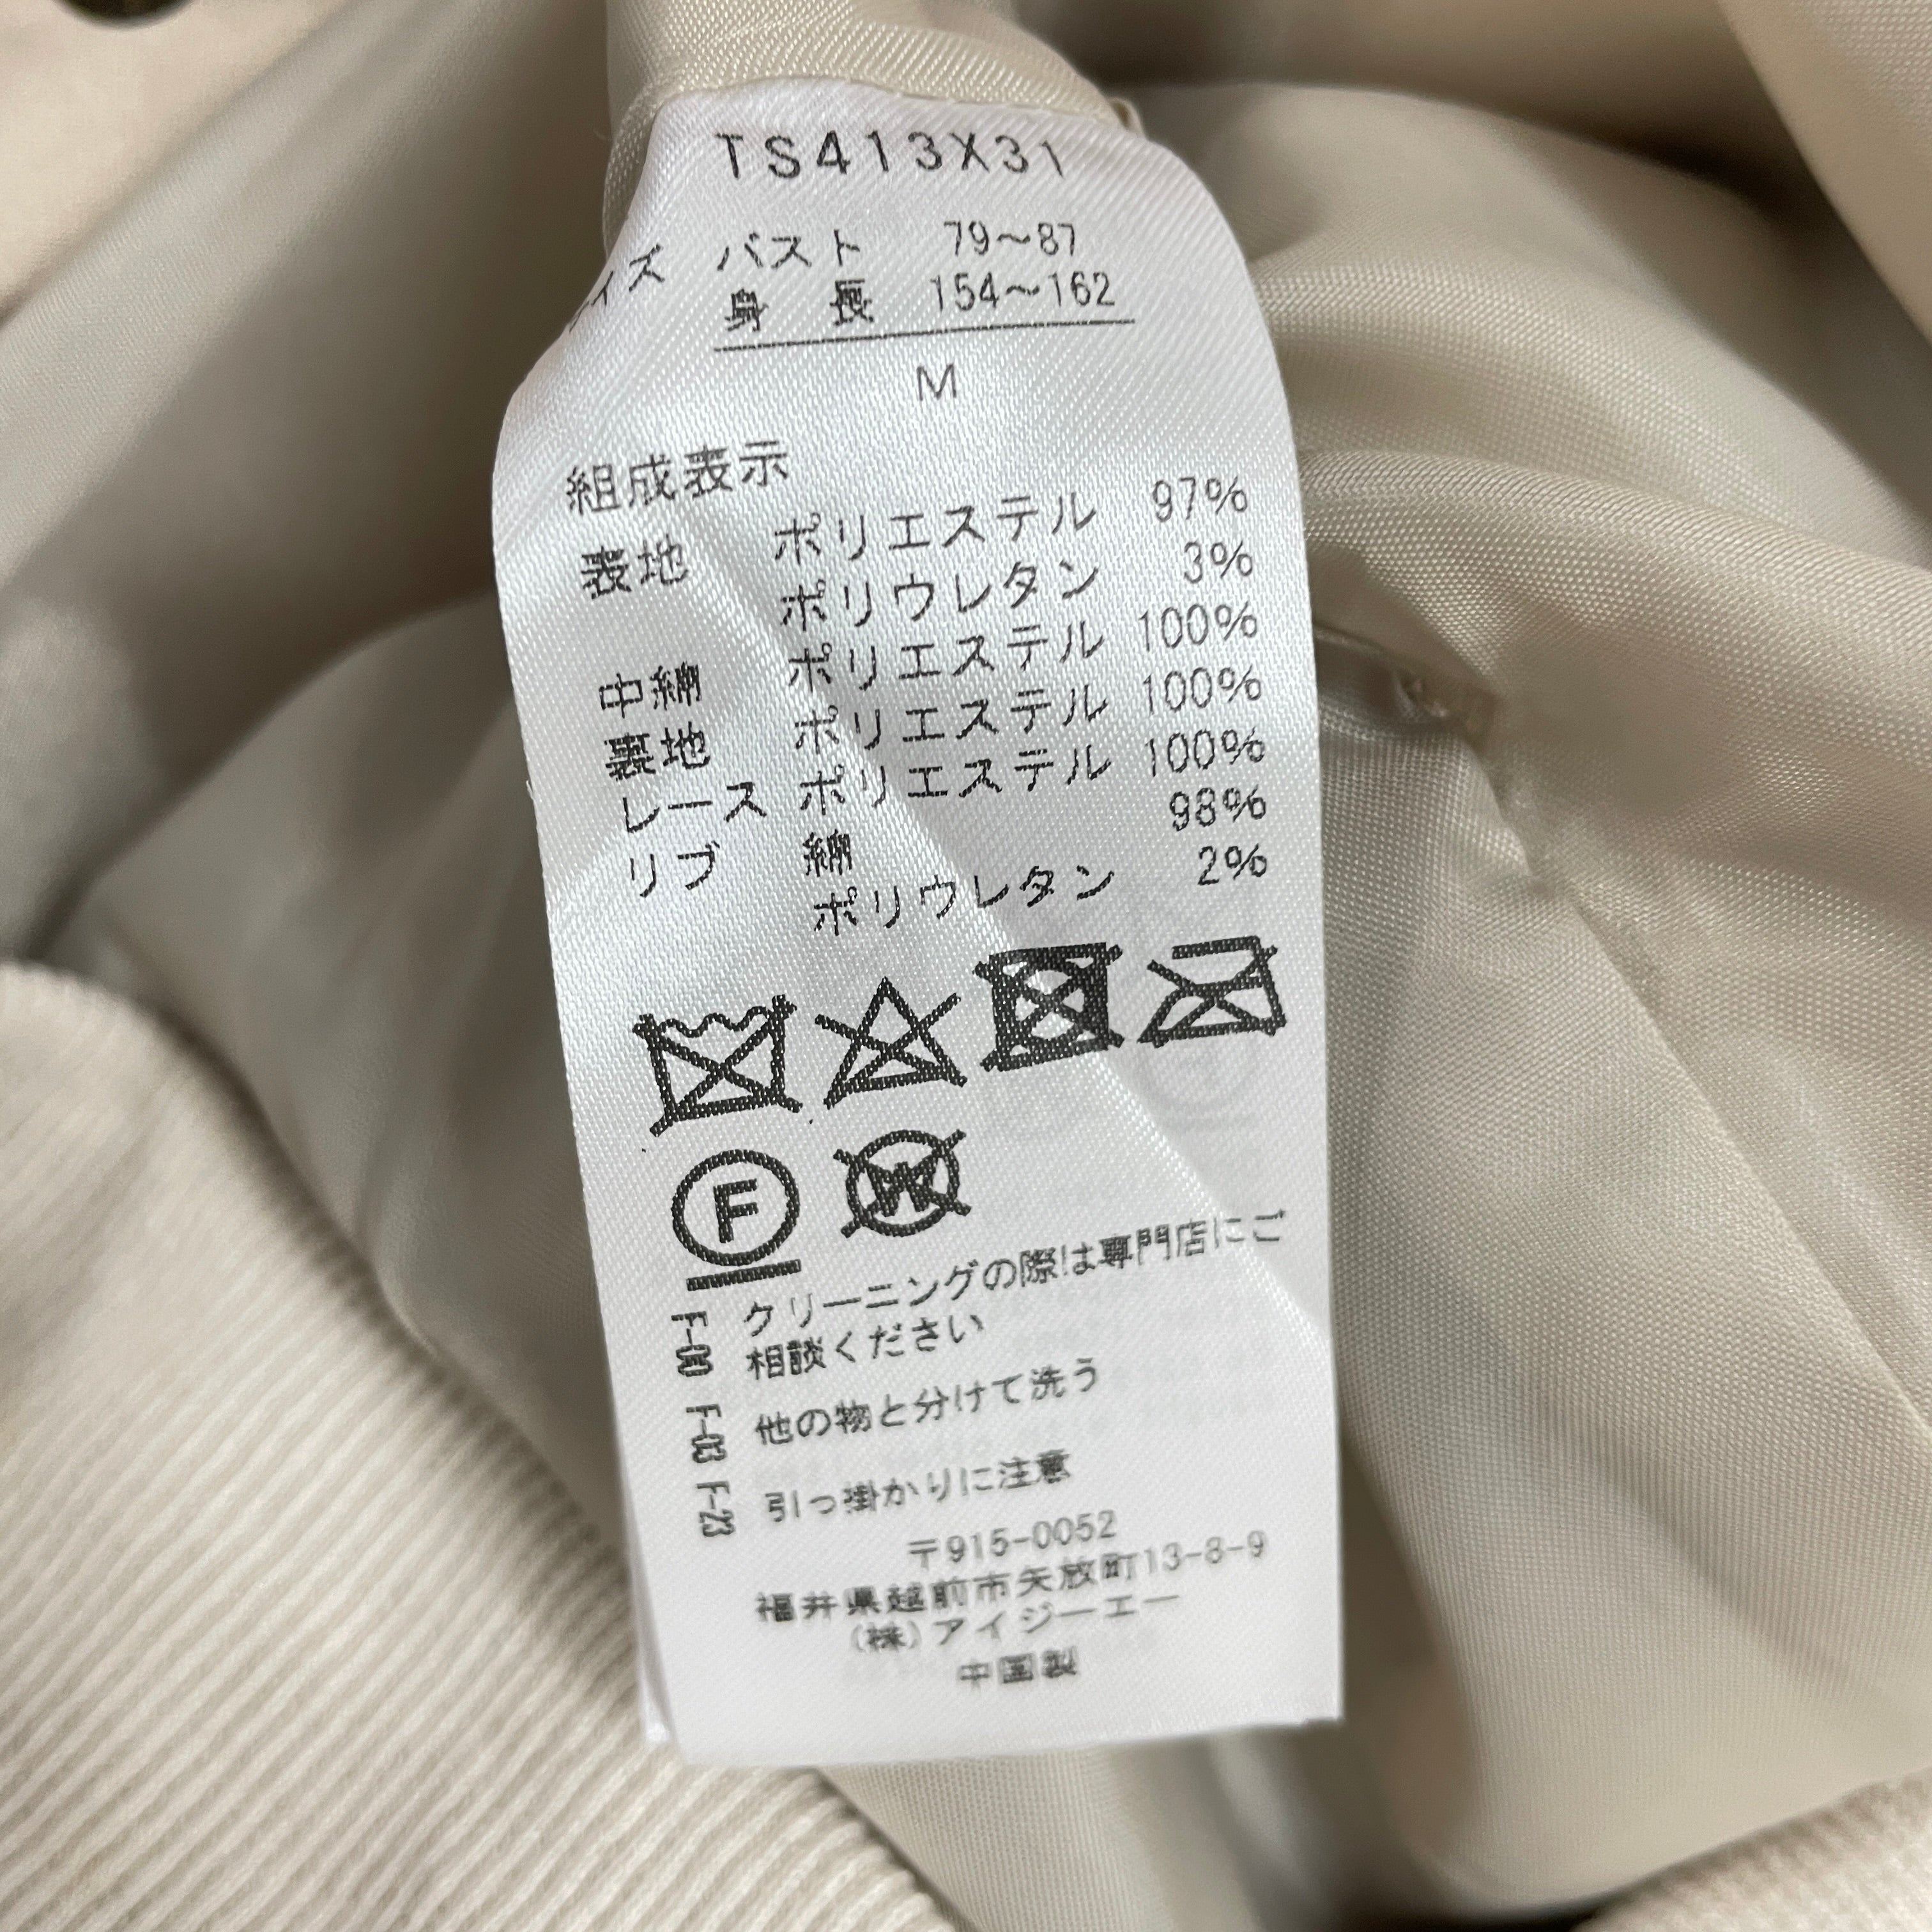 TS413X31
サイズ バスト 79～87
身長 154～162
M
組成表示
表地 ポリエステル 97%
ポリウレタン 3%
中綿 ポリエステル 100%
裏地 ポリエステル 100%
レース ポリエステル 100%
リブ 綿 98%
ポリウレタン 2%
F
W
F-00 クリーニングの際は専門店にご
相談ください
F-03 他の物と分けて洗う
F-23 引っ掛かりに注意
〒915-0052
福井県越前市矢放町13-8-9
(株)アイジーエー
中国製